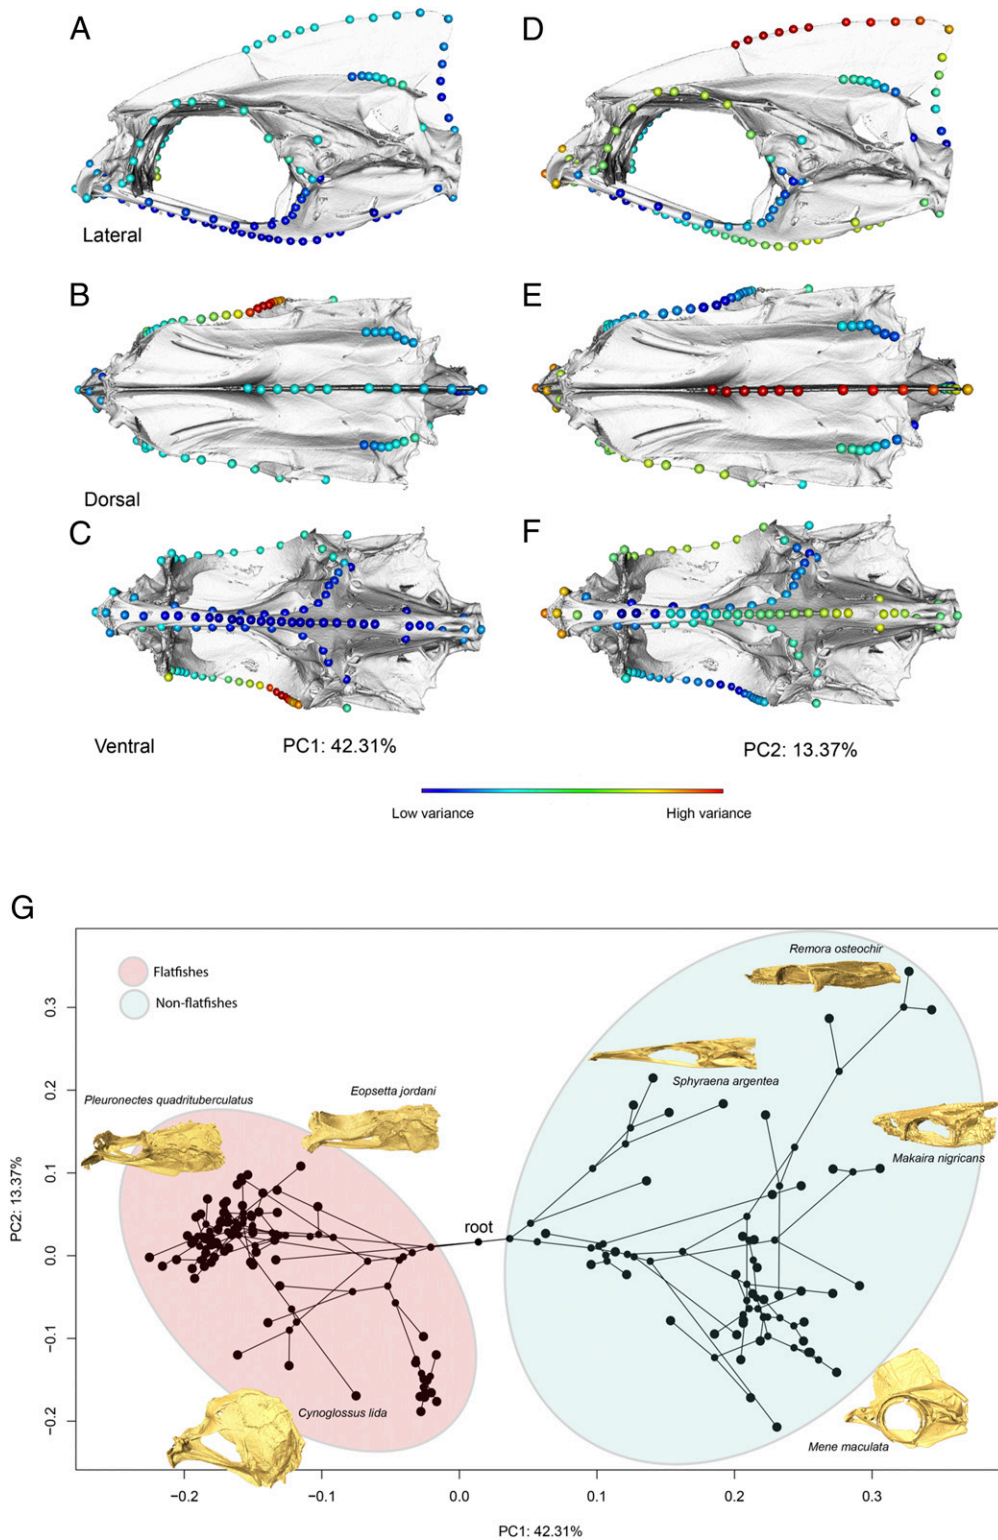 A
D
Lateral
B
E
Dorsal
C
F
Ventral
PC1: 42.31%
PC2: 13.37%
Low variance
High variance
G
Flatfishes
Non-flatfishes
Remora osteochir
Sphyraena argentea
Pleuronectes quadrituberculatus
Eopsetta jordani
Makaira nigricans
root
Cynoglossus lida
Mene maculata
PC2: 13.37%
0.3
0.2
0.1
0.0
−0.1
−0.2
−0.2
−0.1
0.0
0.1
0.2
0.3
PC1: 42.31%